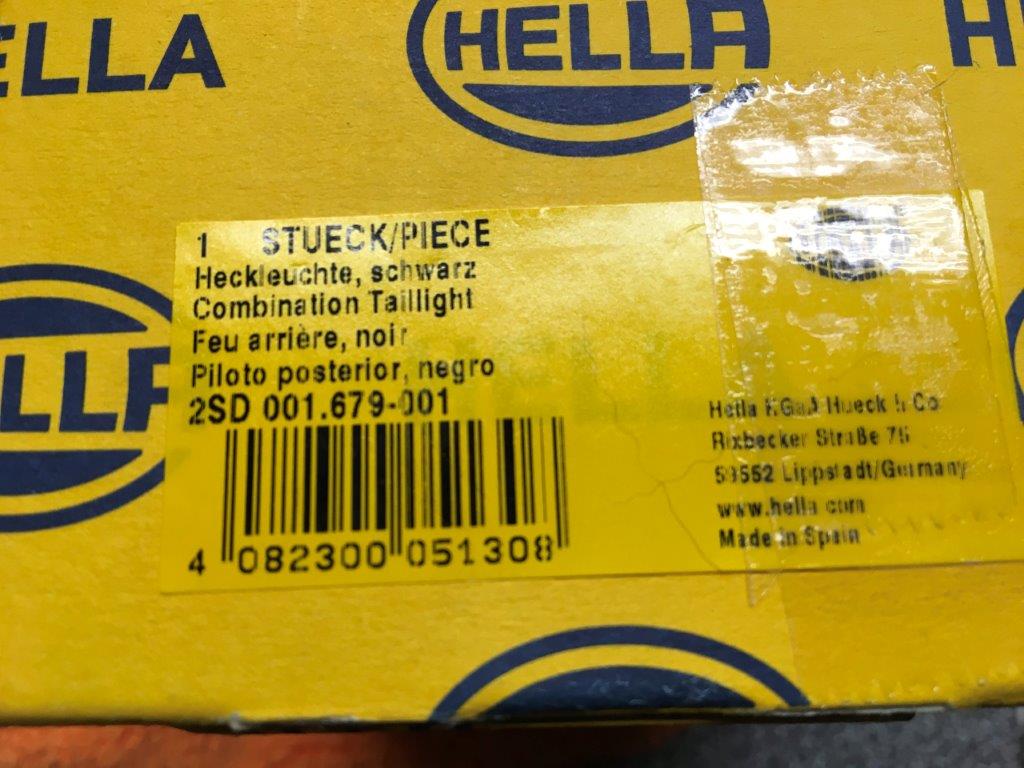 ELLA
HELLA
H
1 STUECK/PIECE
Heckleuchte, schwarz
Combination Taillight
Feu arrière, noir
Piloto posterior, negro
2SD 001.679-001
4 082300 051308
HELLA
Hella KGaA Hueck & Co
Rixbecker Straße 75
59552 Lippstadt/Germany
www.hella.com
Made in Spain
ELLA